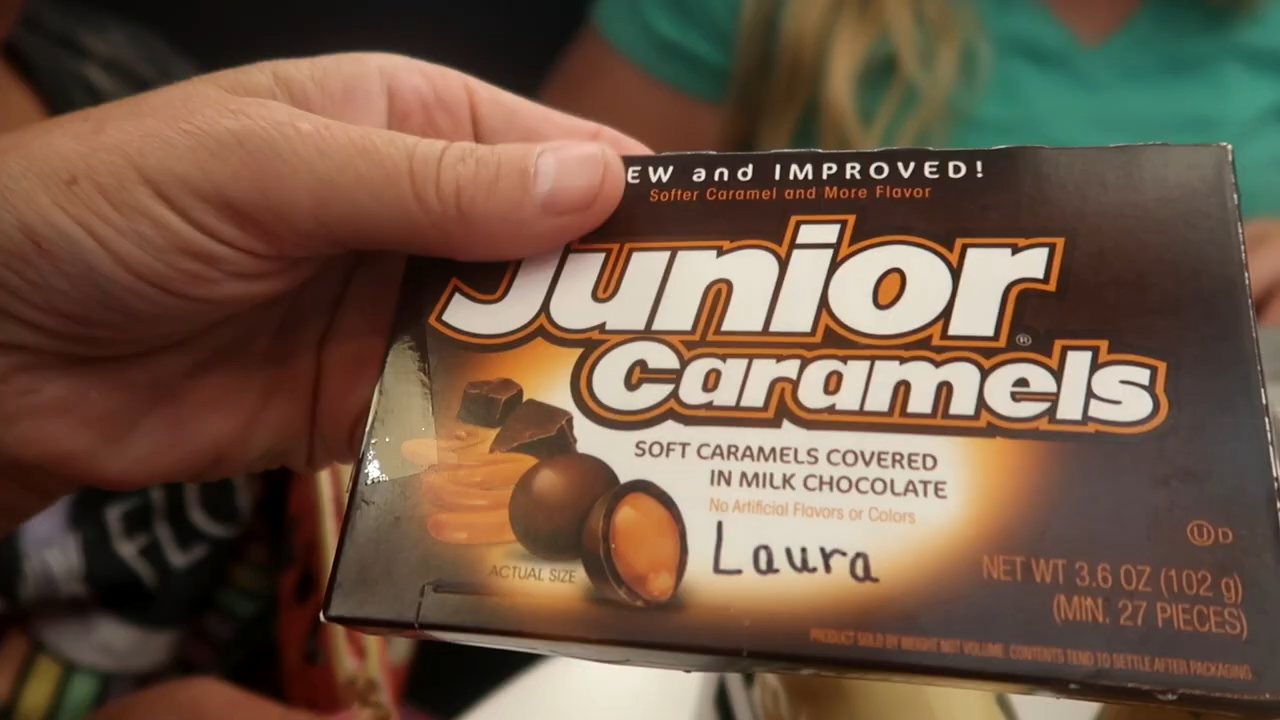 EW and IMPROVED!
Softer Caramel and More Flavor
Junior®
Caramels
SOFT CARAMELS COVERED
IN MILK CHOCOLATE
No Artificial Flavors or Colors
Laura
ACTUAL SIZE
U D
NET WT 3.6 OZ (102 g)
(MIN. 27 PIECES)
PRODUCT SOLD BY WEIGHT NOT VOLUME. CONTENTS TEND TO SETTLE AFTER PACKAGING.
FLO